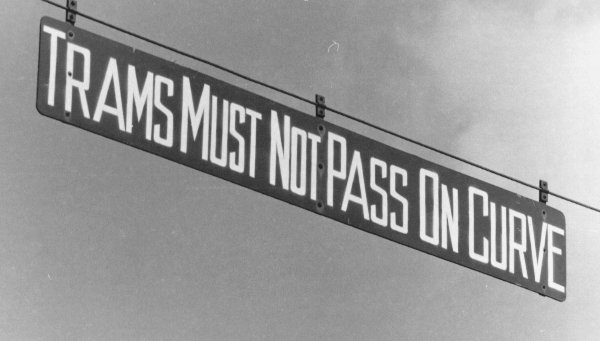 TRAMS MUST NOT PASS ON CURVE